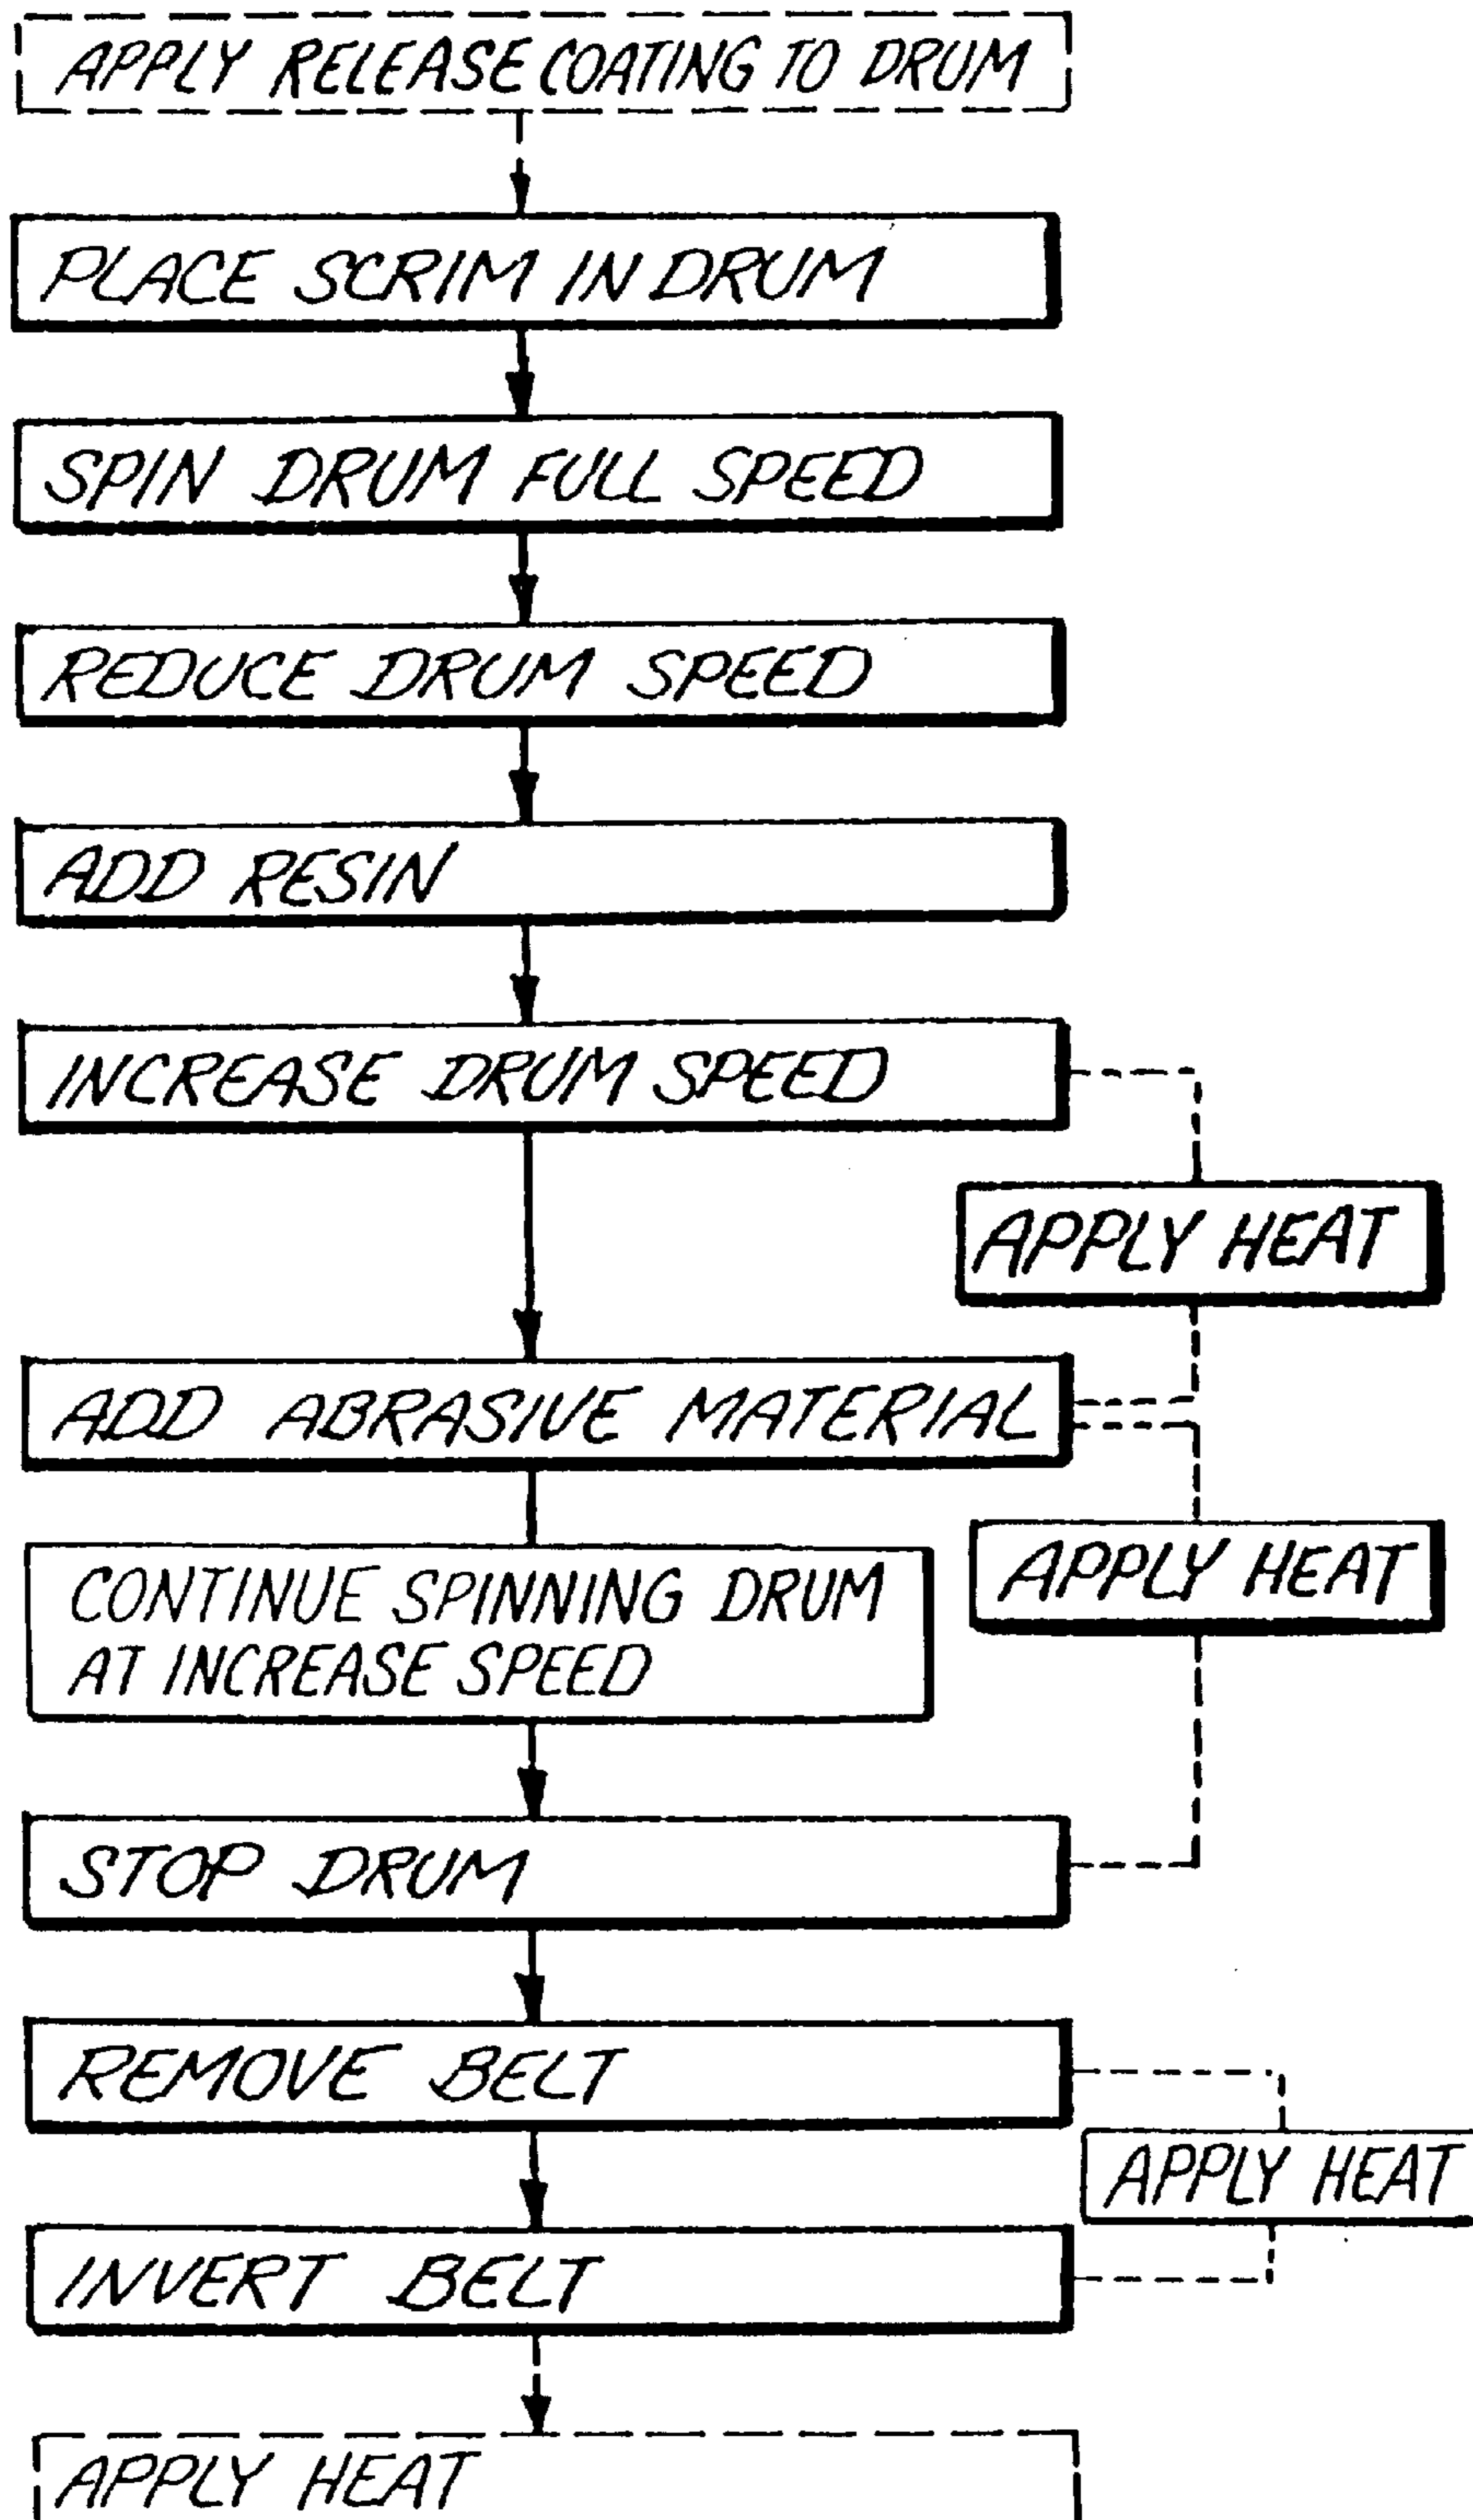 APPLY RELEASE COATING TO DRUM
PLACE SCRIM IN DRUM
SPIN DRUM FULL SPEED
REDUCE DRUM SPEED
ADD RESIN
INCREASE DRUM SPEED
APPLY HEAT
ADD ABRASIVE MATERIAL
CONTINUE SPINNING DRUM
AT INCREASE SPEED
APPLY HEAT
STOP DRUM
REMOVE BELT
APPLY HEAT
INVERT BELT
APPLY HEAT